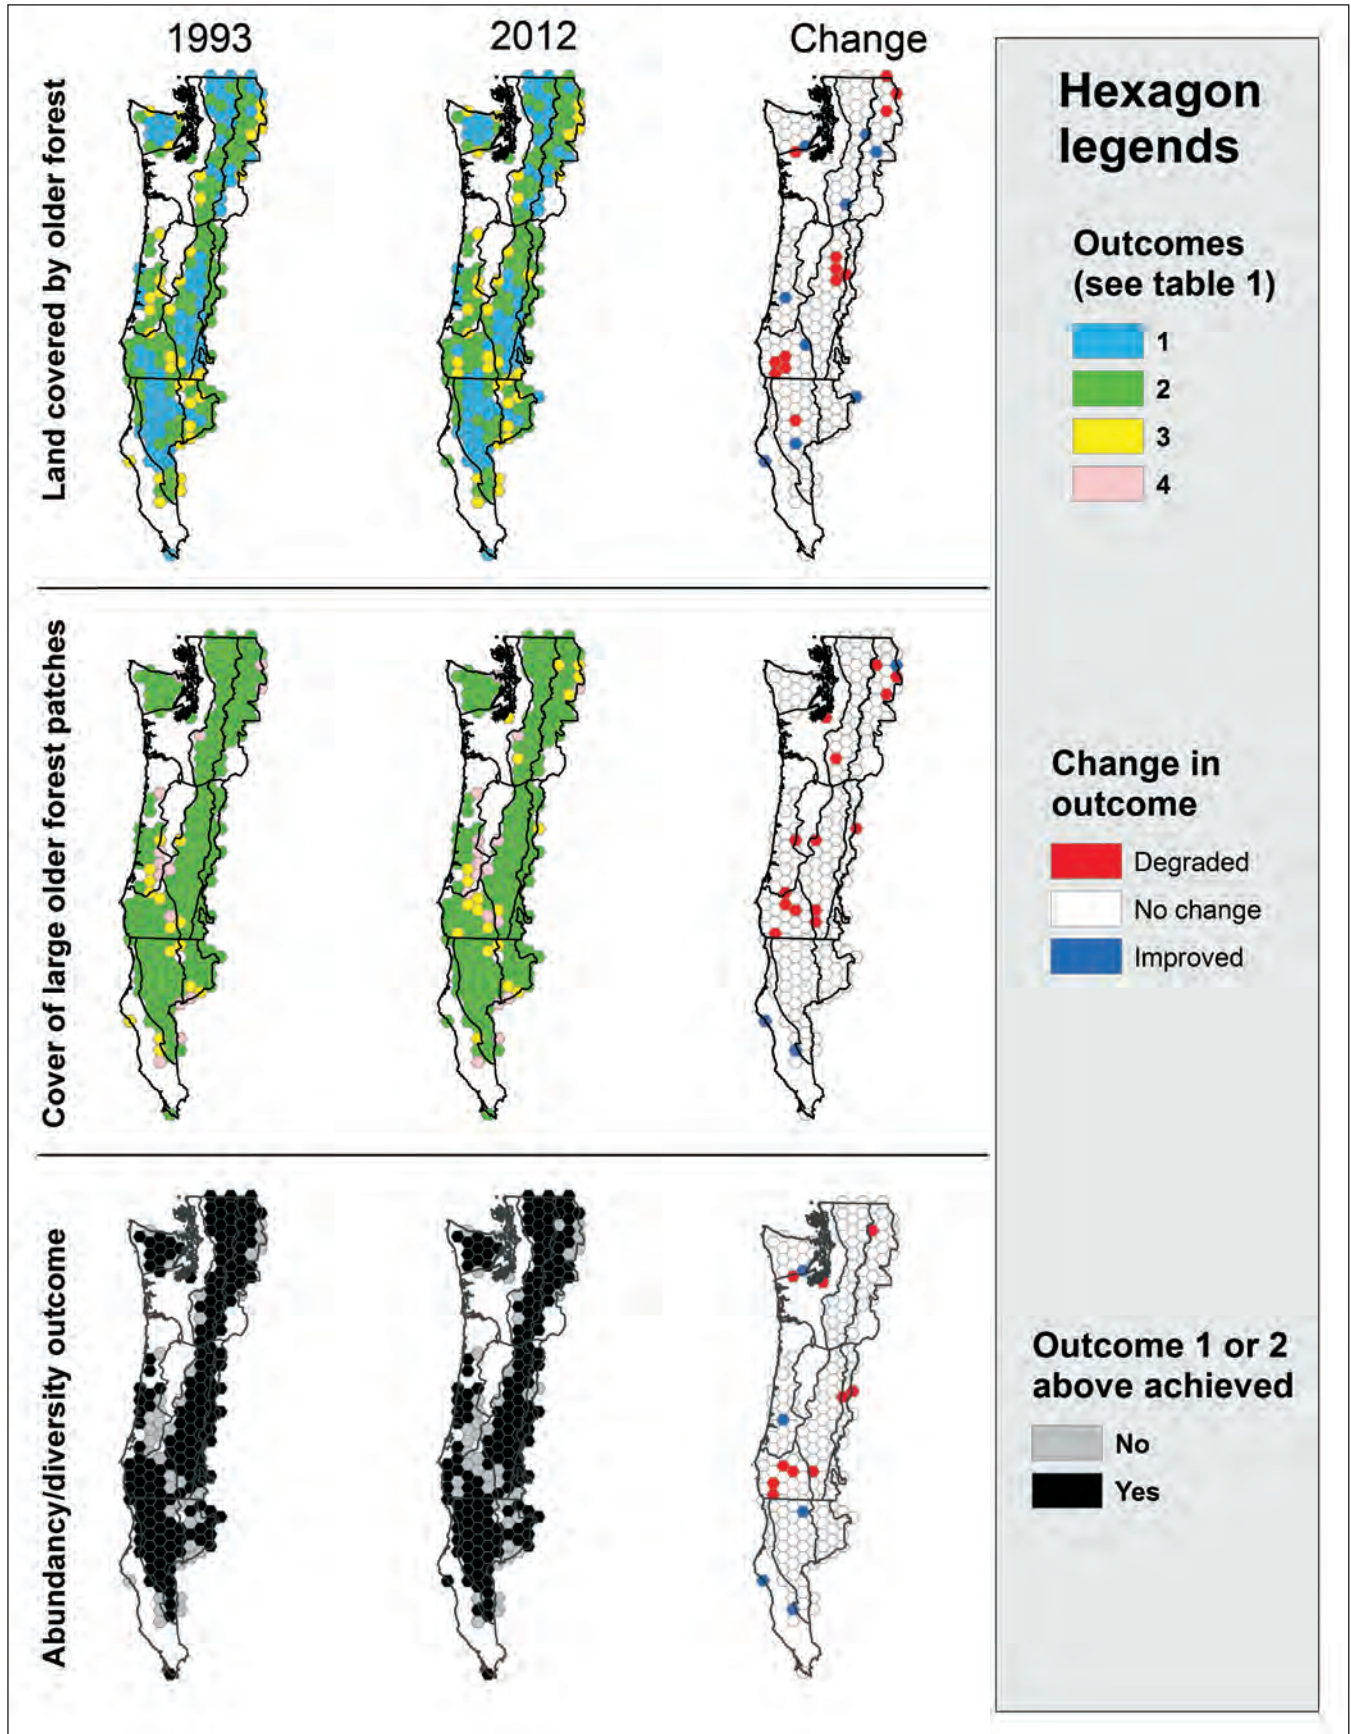 1993
2012
Change
Land covered by older forest
Cover of large older forest patches
Abundancy/diversity outcome
Hexagon
legends
Outcomes
(see table 1)
1
2
3
4
Change in
outcome
Degraded
No change
Improved
Outcome 1 or 2
above achieved
No
Yes